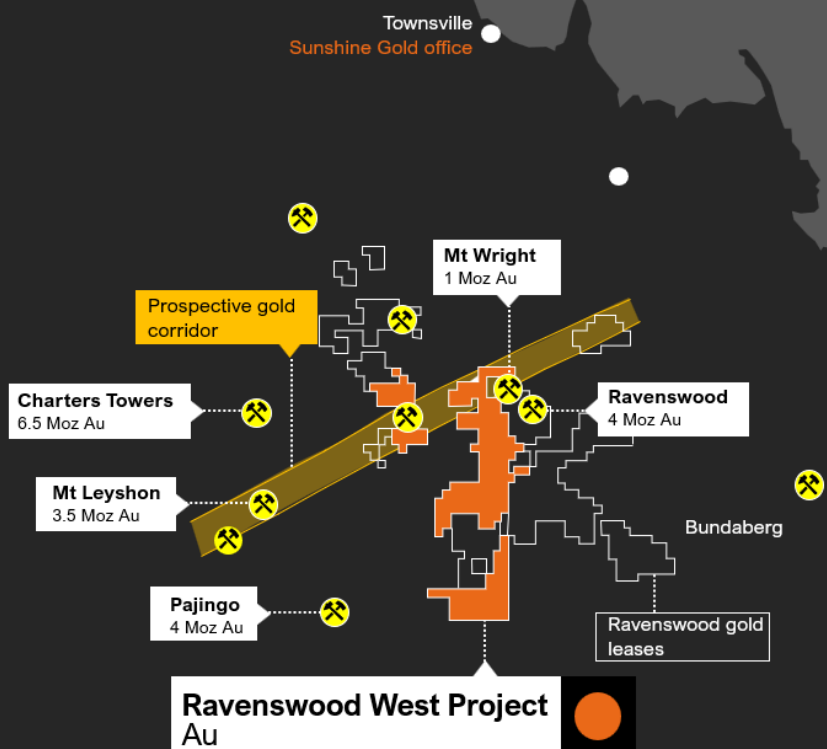 Townsville
Sunshine Gold office
Mt Wright
1 Moz Au
Prospective gold
corridor
Charters Towers
6.5 Moz Au
Ravenswood
4 Moz Au
Mt Leyshon
3.5 Moz Au
Bundaberg
Pajingo
4 Moz Au
Ravenswood gold
leases
Ravenswood West Project
Au